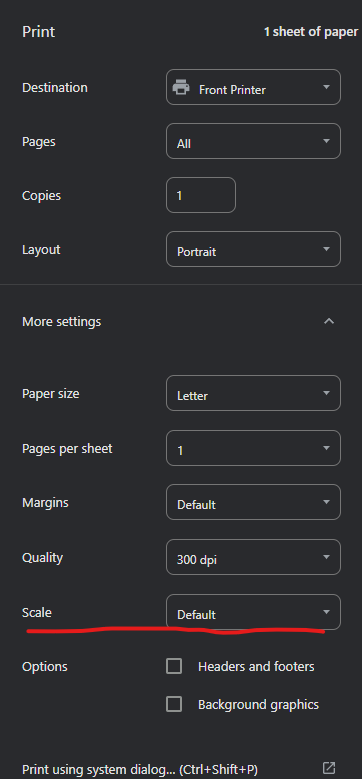 Print 1 sheet of paper
Destination Front Printer
Pages All
Copies 1
Layout Portrait
More settings
Paper size Letter
Pages per sheet 1
Margins Default
Quality 300 dpi
Scale Default
Options Headers and footers
Background graphics
Print using system dialog... (Ctrl+Shift+P)